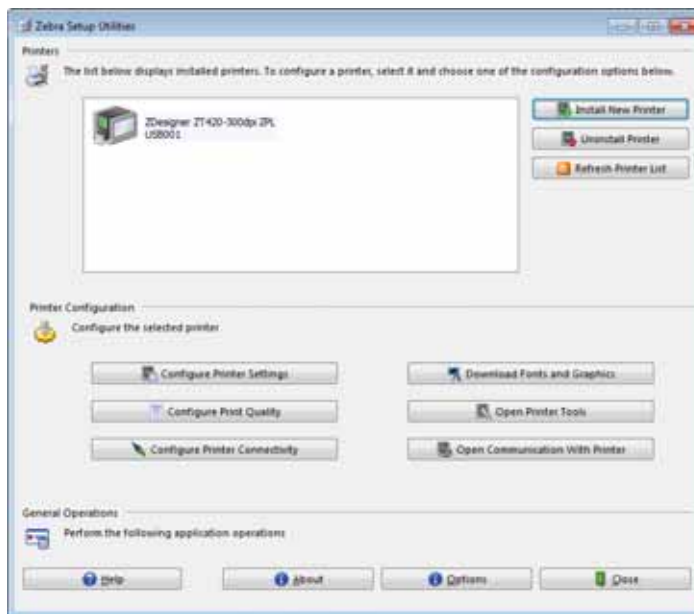 Zebra Setup Utilities
Printers
The list below displays installed printers. To configure a printer, select it and choose one of the configuration options below.
ZDesigner ZT420-300dpi ZPL
USB001
Install New Printer
Uninstall Printer
Refresh Printer List
Printer Configuration
Configure the selected printer
Configure Printer Settings
Download Fonts and Graphics
Configure Print Quality
Open Printer Tools
Configure Printer Connectivity
Open Communication With Printer
General Operations
Perform the following application operations
Help
About
Options
Close